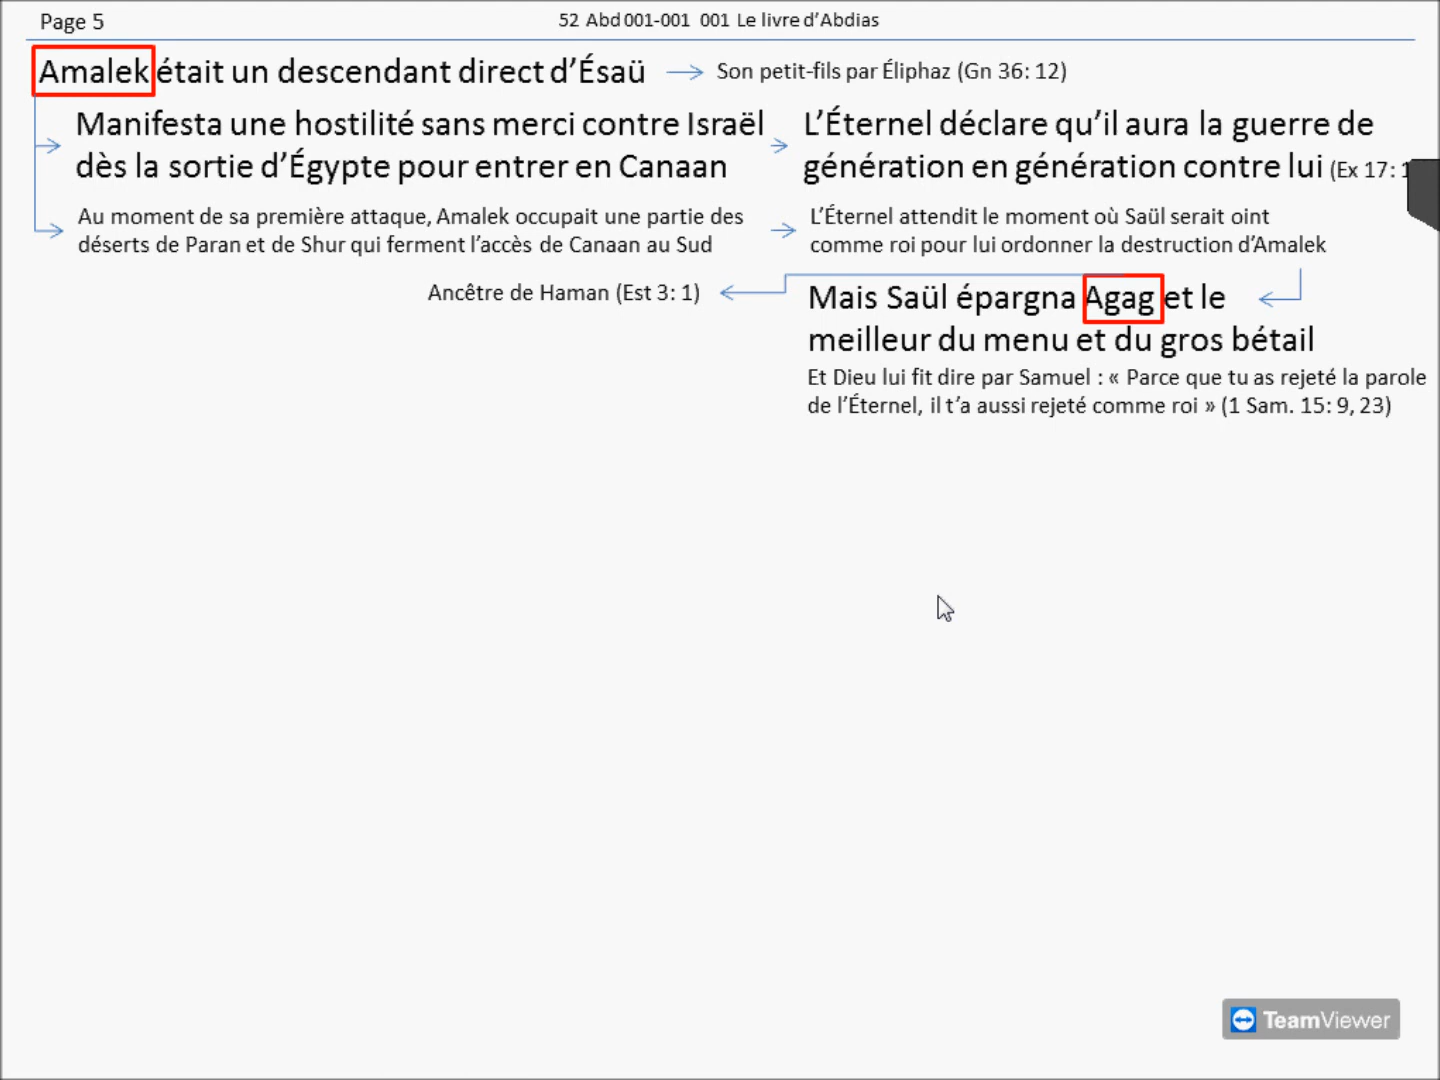 Page 5
52 Abd 001-001 001 Le livre d’Abdias
Amalek était un descendant direct d’Ésaü
Son petit-fils par Éliphaz (Gn 36: 12)
Manifesta une hostilité sans merci contre Israël
dès la sortie d’Égypte pour entrer en Canaan
L’Éternel déclare qu’il aura la guerre de
génération en génération contre lui (Ex 17:
Au moment de sa première attaque, Amalek occupait une partie des
déserts de Paran et de Shur qui ferment l’accès de Canaan au Sud
L’Éternel attendit le moment où Saül serait oint
comme roi pour lui ordonner la destruction d’Amalek
Ancêtre de Haman (Est 3: 1)
Mais Saül épargna Agag et le
meilleur du menu et du gros bétail
Et Dieu lui fit dire par Samuel : « Parce que tu as rejeté la parole
de l’Éternel, il t’a aussi rejeté comme roi » (1 Sam. 15: 9, 23)
TeamViewer